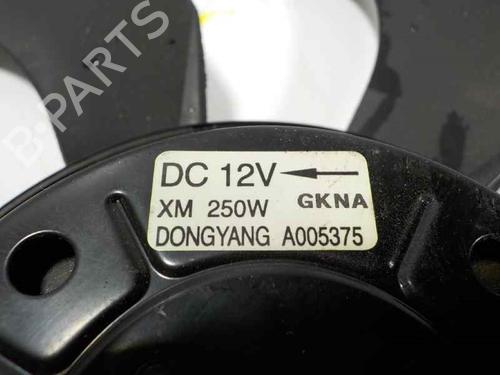 B-PARTS
DC 12V
XM 250W GKNA
DONGYANG A005375